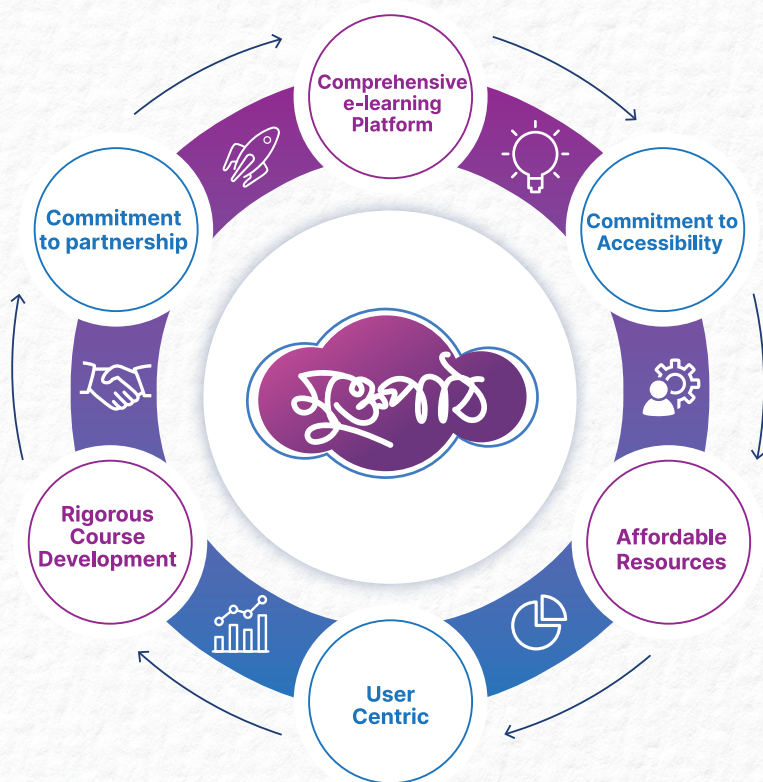 Comprehensive
e-learning
Platform
Commitment to
Accessibility
Affordable
Resources
User
Centric
Rigorous
Course
Development
Commitment
to partnership
মুক্তপাঠ